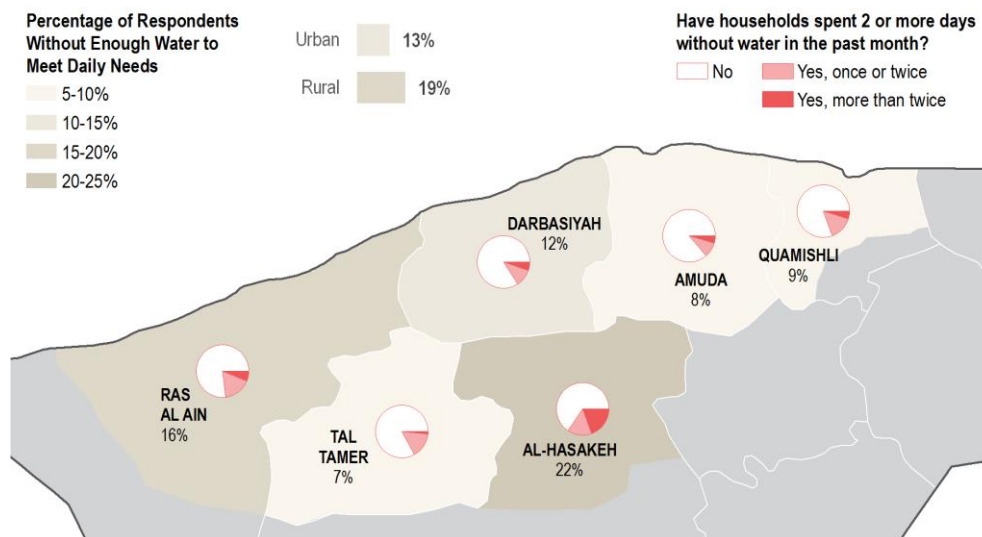 Percentage of Respondents
Without Enough Water to
Meet Daily Needs
5-10%
10-15%
15-20%
20-25%
Urban
13%
Rural
19%
Have households spent 2 or more days
without water in the past month?
No
Yes, once or twice
Yes, more than twice
DARBASIYAH
12%
AMUDA
8%
QUAMISHLI
9%
RAS
AL AIN
16%
TAL
TAMER
7%
AL-HASAKEH
22%